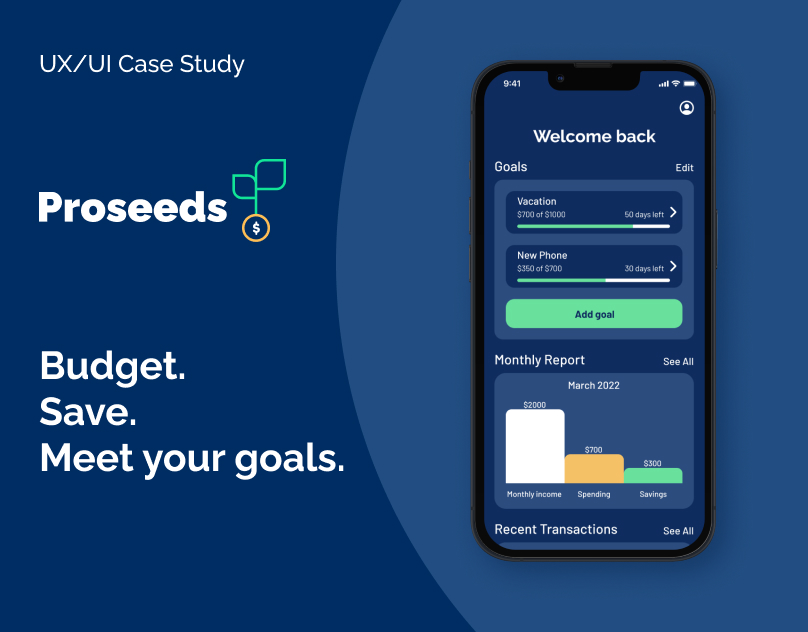 UX/UI Case Study
Proseeds
$
Budget.
Save.
Meet your goals.
9:41
Welcome back
Goals Edit
Vacation
$700 of $1000 50 days left
New Phone
$350 of $700 30 days left
Add goal
Monthly Report See All
March 2022
$2000
$700
$300
Monthly income Spending Savings
Recent Transactions See All